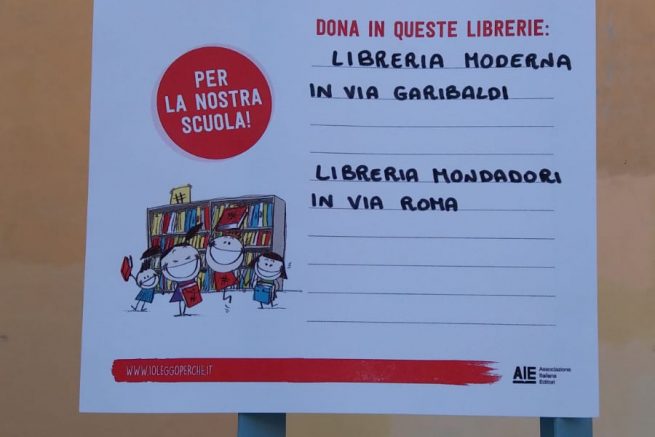 DONA IN QUESTE LIBRERIE:
LIBRERIA MODERNA
IN VIA GARIBALDI
LIBRERIA MONDADORI
IN VIA ROMA
PER
LA NOSTRA
SCUOLA!
#
WWW.IOLEGGOPERCHE.IT
AIE
Associazione
Italiana
Editori